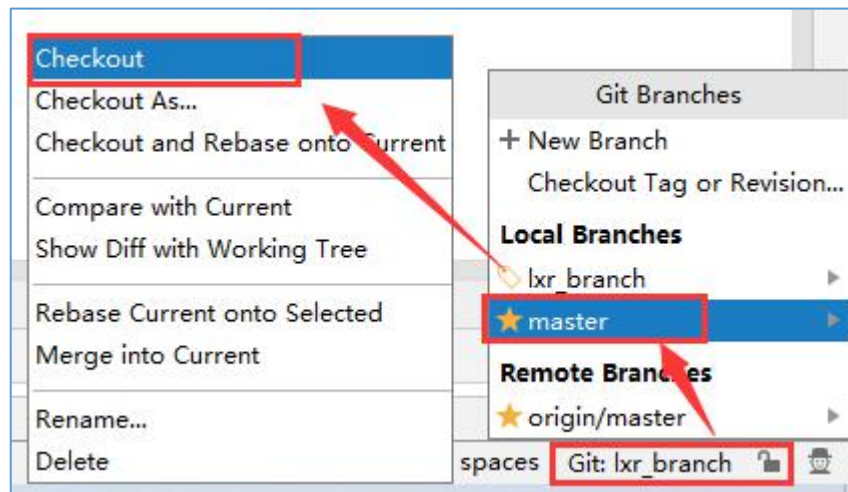 Checkout
Checkout As...
Checkout and Rebase onto Current
Compare with Current
Show Diff with Working Tree
Rebase Current onto Selected
Merge into Current
Rename...
Delete
Git Branches
+ New Branch
Checkout Tag or Revision...
Local Branches
lxr_branch
master
Remote Branches
origin/master
spaces Git: lxr_branch